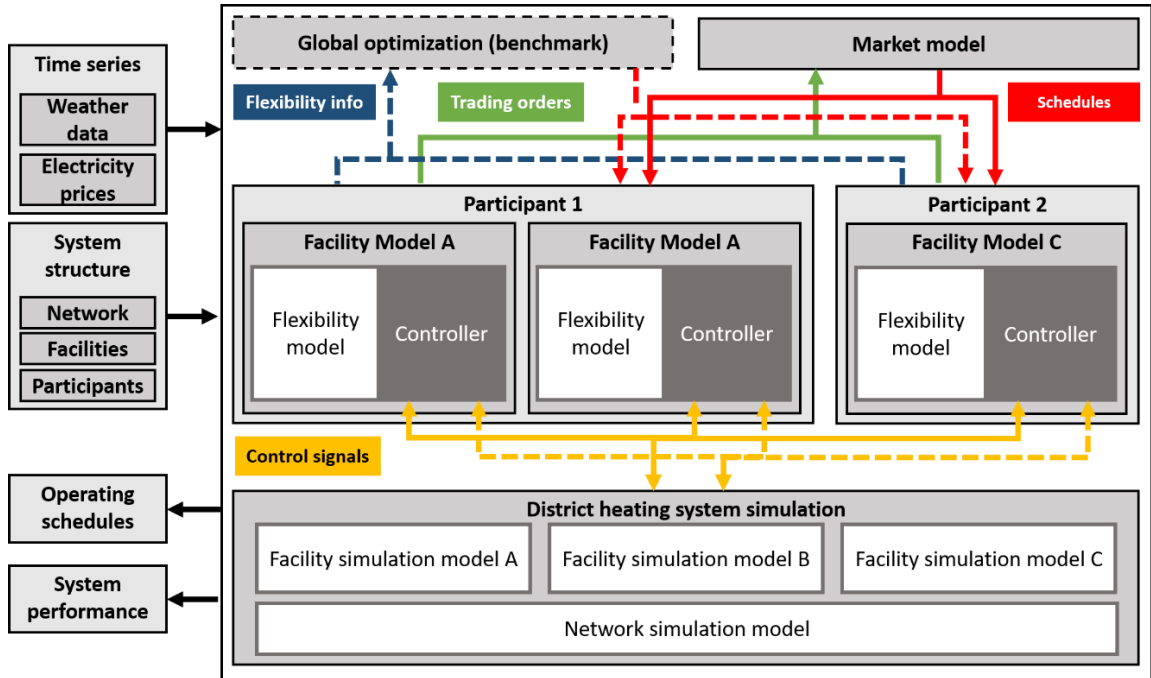 Time series
Weather
data
Electricity
prices
System
structure
Network
Facilities
Participants
Operating
schedules
System
performance
Global optimization (benchmark)
Market model
Flexibility info
Trading orders
Schedules
Participant 1
Facility Model A
Flexibility
model
Controller
Facility Model A
Flexibility
model
Controller
Participant 2
Facility Model C
Flexibility
model
Controller
Control signals
District heating system simulation
Facility simulation model A
Facility simulation model B
Facility simulation model C
Network simulation model